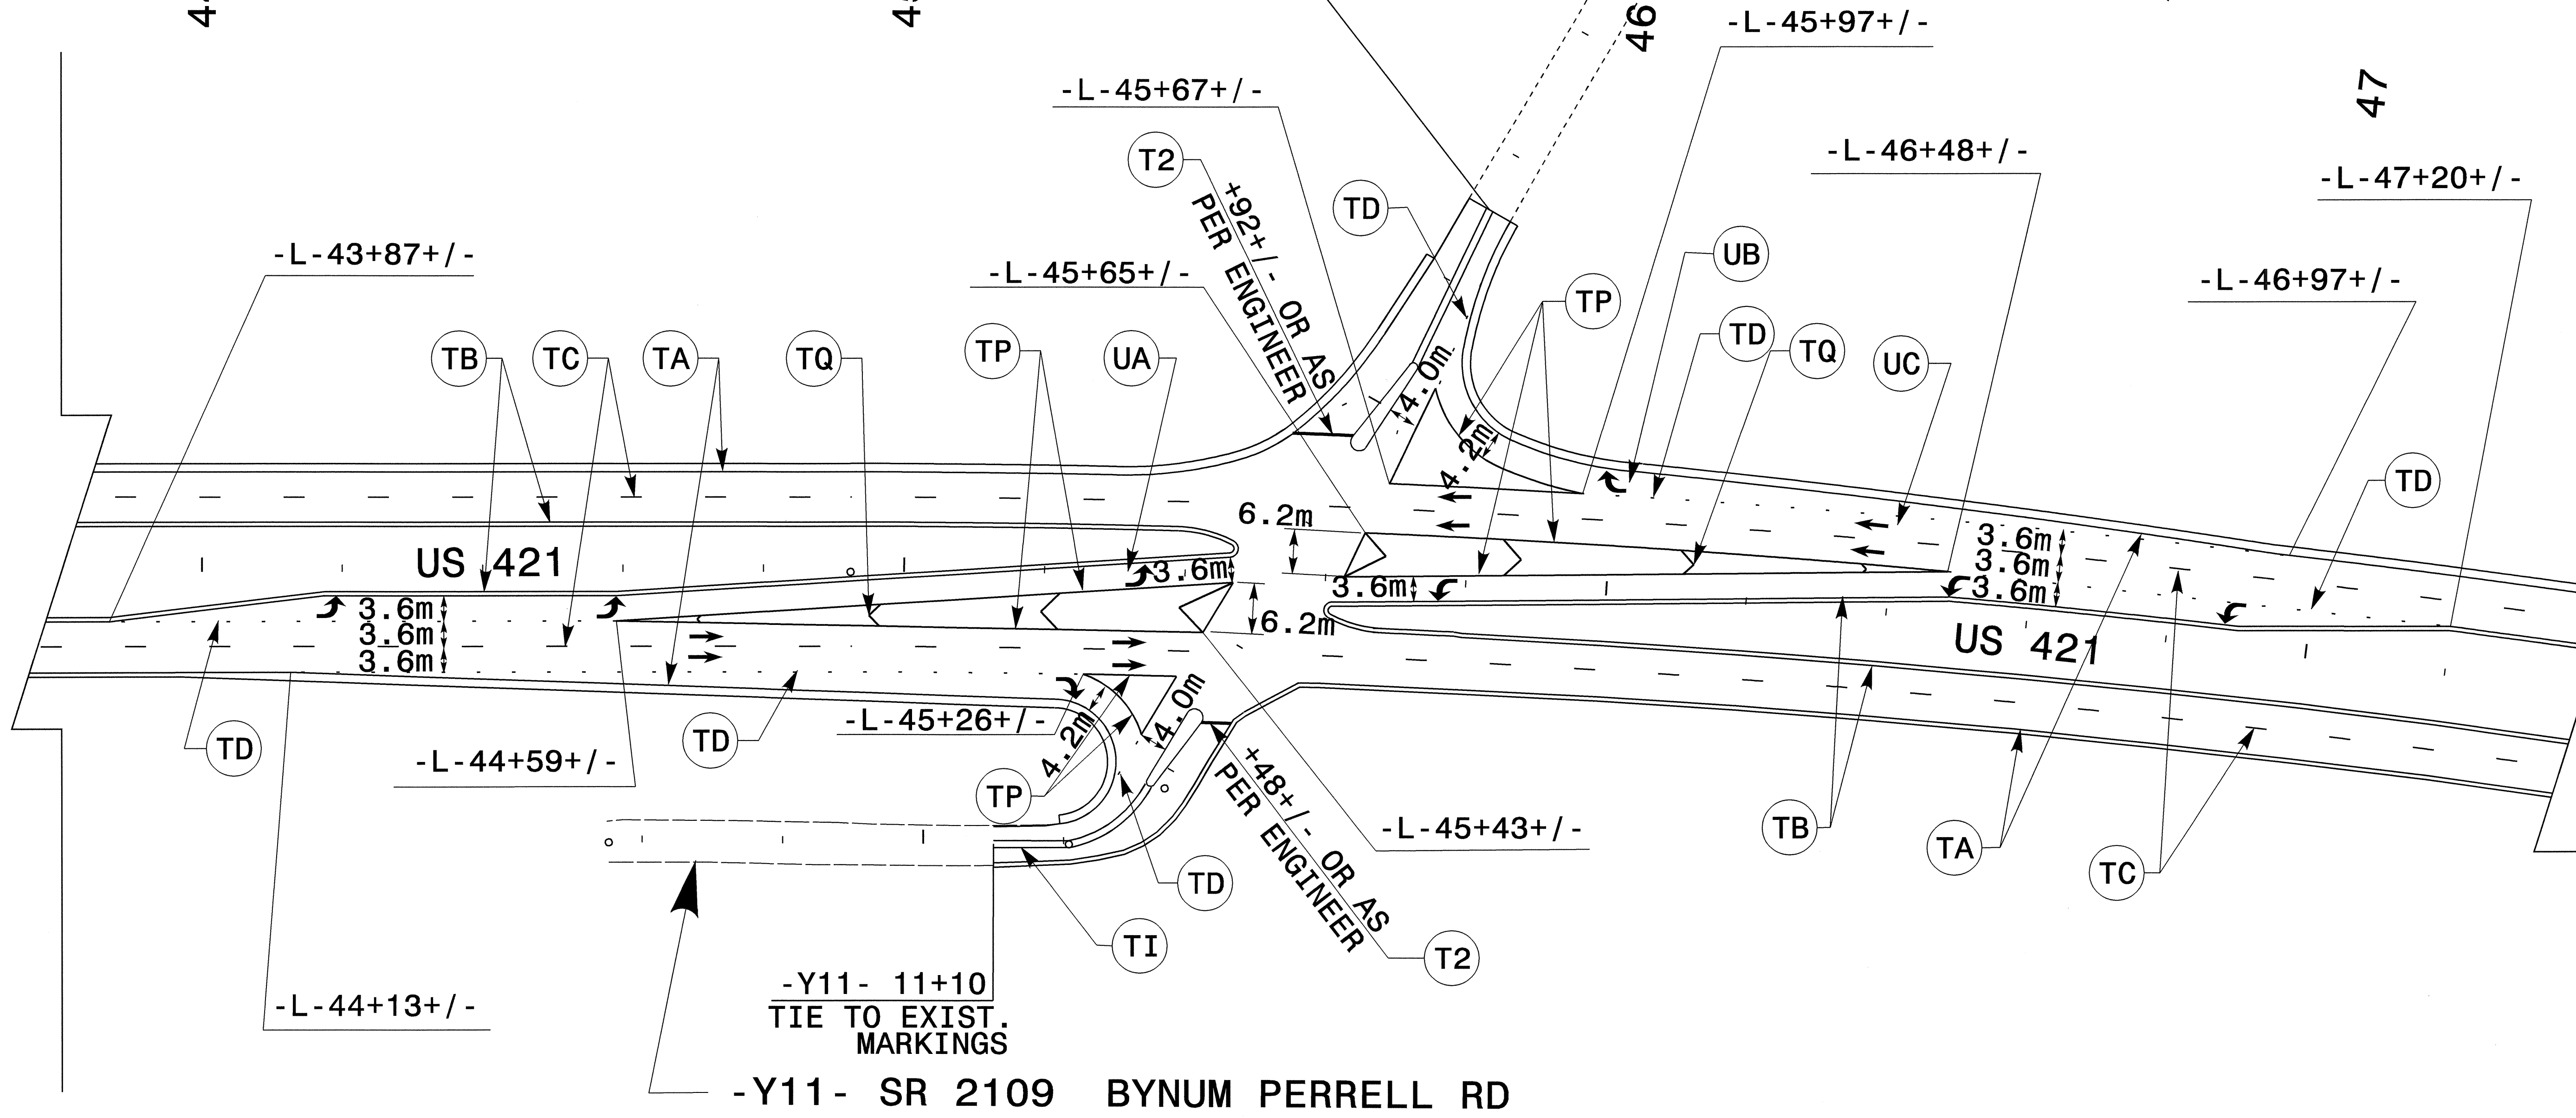 46
-L-45+97+/-
47
-L-45+67+/-
-L-46+48+/-
T2
-L-47+20+/-
TD
+92+/- OR AS
PER ENGINEER
-L-43+87+/-
UB
-L-45+65+/-
-L-46+97+/-
TP
TB
TC
TA
TQ
TP
UA
TD
TQ
UC
4.0m
4.2m
TD
6.2m
US 421
3.6m
3.6m
3.6m
3.6m
3.6m
3.6m
3.6m
3.6m
6.2m
US 421
3.6m
TD
TD
-L-45+26+/-
4.2m
4.0m
-L-44+59+/-
TP
+48+/- OR AS
PER ENGINEER
-L-45+43+/-
TB
TA
TC
TD
TI
T2
-Y11- 11+10
TIE TO EXIST.
MARKINGS
-L-44+13+/-
-Y11- SR 2109 BYNUM PERRELL RD